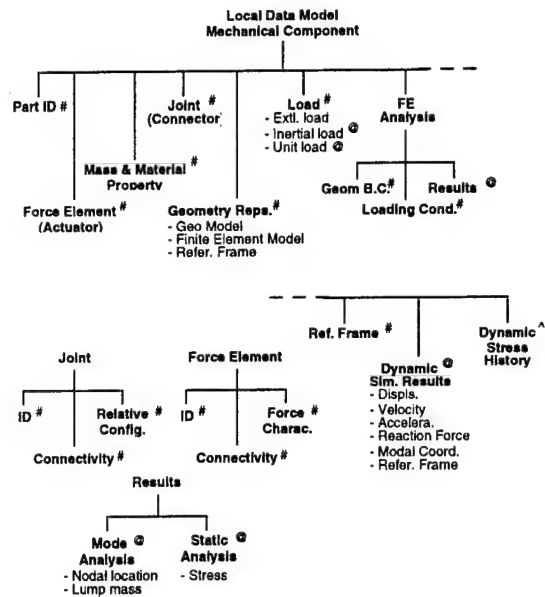 Local Data Model
Mechanical Component
Part ID #
Joint #
(Connector)
Load #
- Extl. load
- Inertial load @
- Unit load @
FE
Analysis
Mass & Material #
Property
Geom B.C.#
Results @
Loading Cond.#
Force Element #
(Actuator)
Geometry Reps.#
- Geo Model
- Finite Element Model
- Refer. Frame
Ref. Frame #
Dynamic ^
Stress
History
Dynamic @
Sim. Results
- Displs.
- Velocity
- Accelera.
- Reaction Force
- Modal Coord.
- Refer. Frame
Joint
ID #
Relative #
Config.
Connectivity #
Force Element
ID #
Force #
Charac.
Connectivity #
Results
Mode @
Analysis
- Nodal location
- Lump mass
Static @
Analysis
- Stress